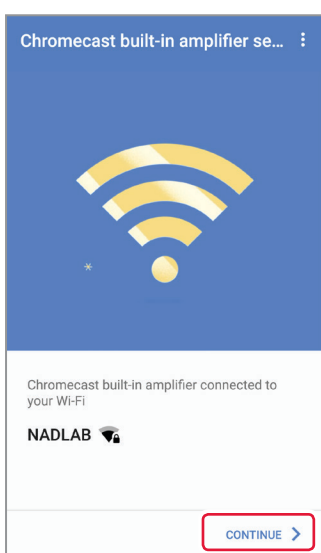 Chromecast built-in amplifier se...
Chromecast built-in amplifier connected to
your Wi-Fi
NADLAB
CONTINUE